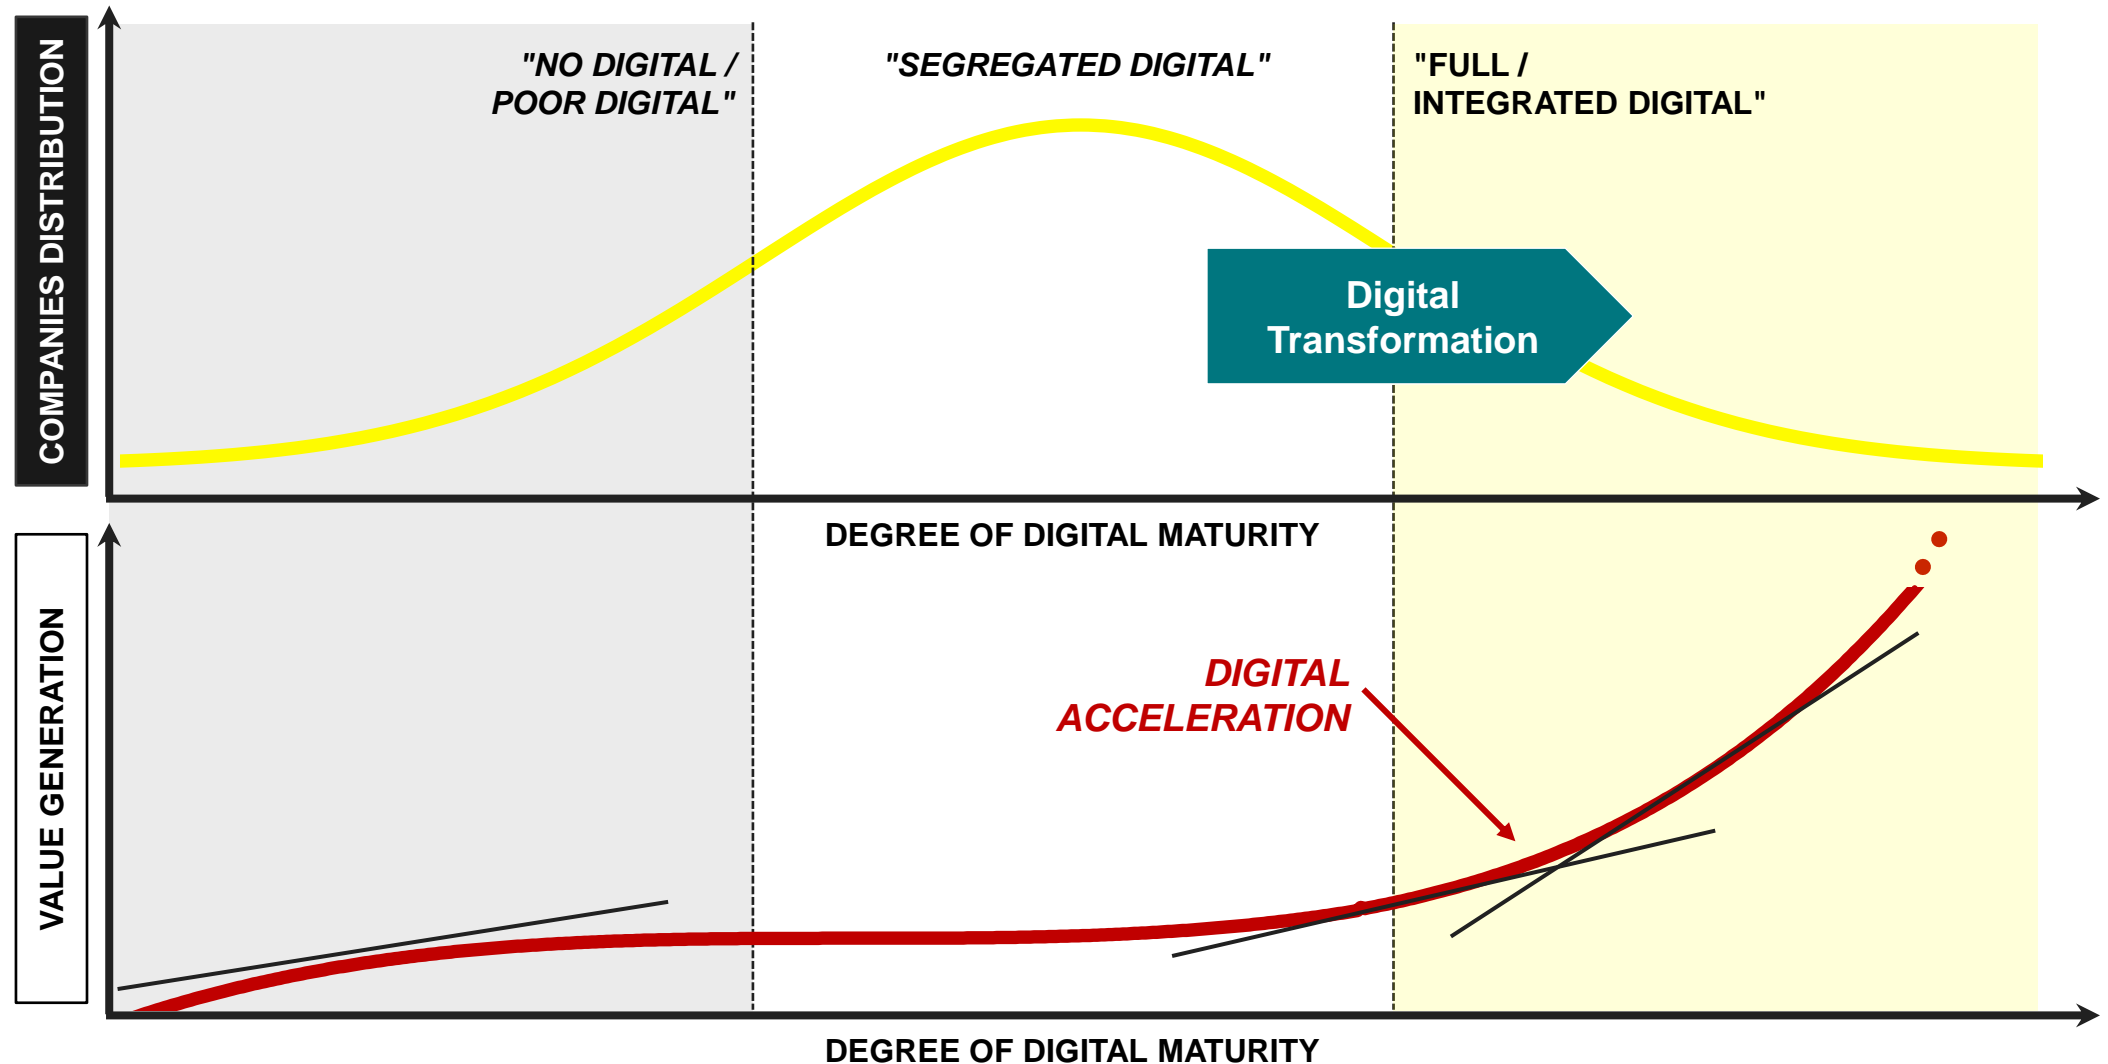 COMPANIES DISTRIBUTION
"NO DIGITAL /
POOR DIGITAL"
"SEGREGATED DIGITAL"
"FULL /
INTEGRATED DIGITAL"
Digital
Transformation
DEGREE OF DIGITAL MATURITY
VALUE GENERATION
DIGITAL
ACCELERATION
DEGREE OF DIGITAL MATURITY